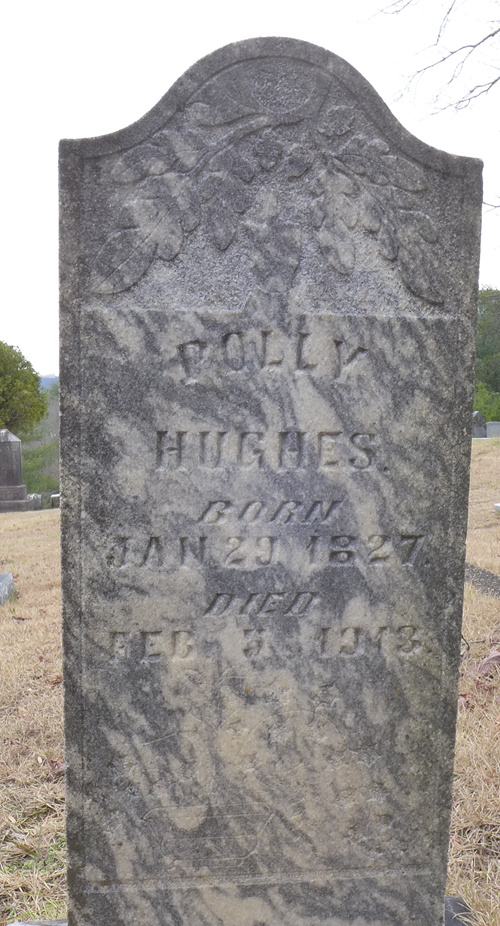 POLLY
HUGHES.
BORN
JAN 29 1827.
DIED
FEB 5. 1913.